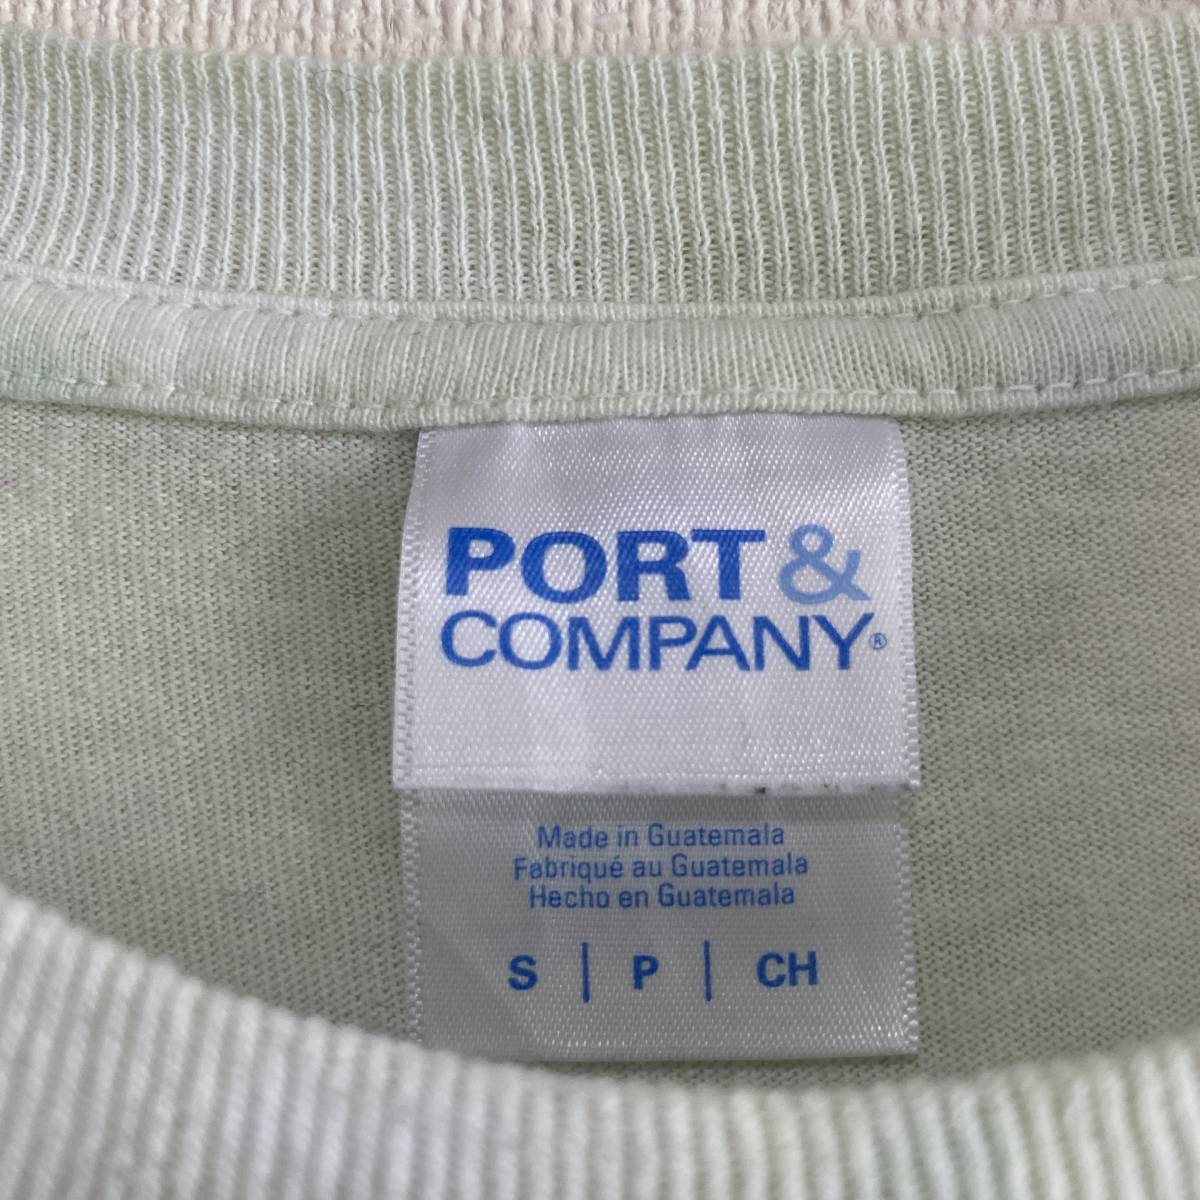 PORT &
COMPANY®
Made in Guatemala
Fabriqué au Guatemala
Hecho en Guatemala
S | P | CH